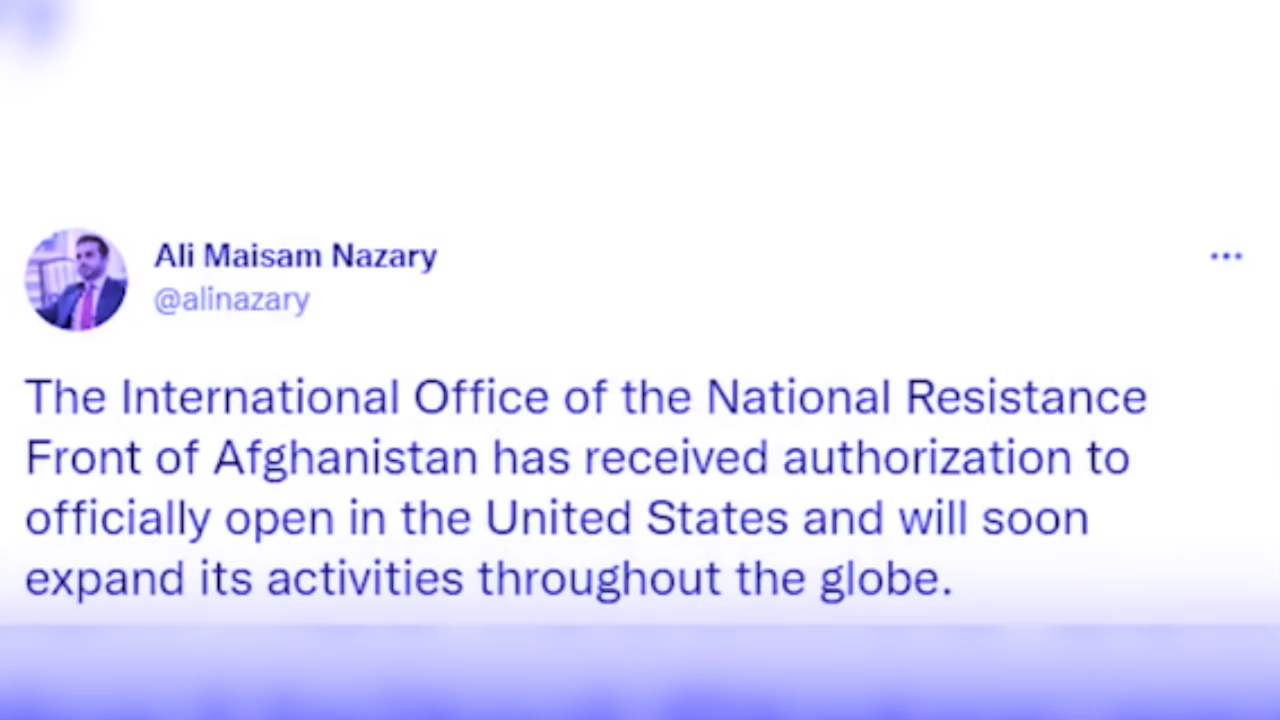 Ali Maisam Nazary
@alinazary
The International Office of the National Resistance
Front of Afghanistan has received authorization to
officially open in the United States and will soon
expand its activities throughout the globe.